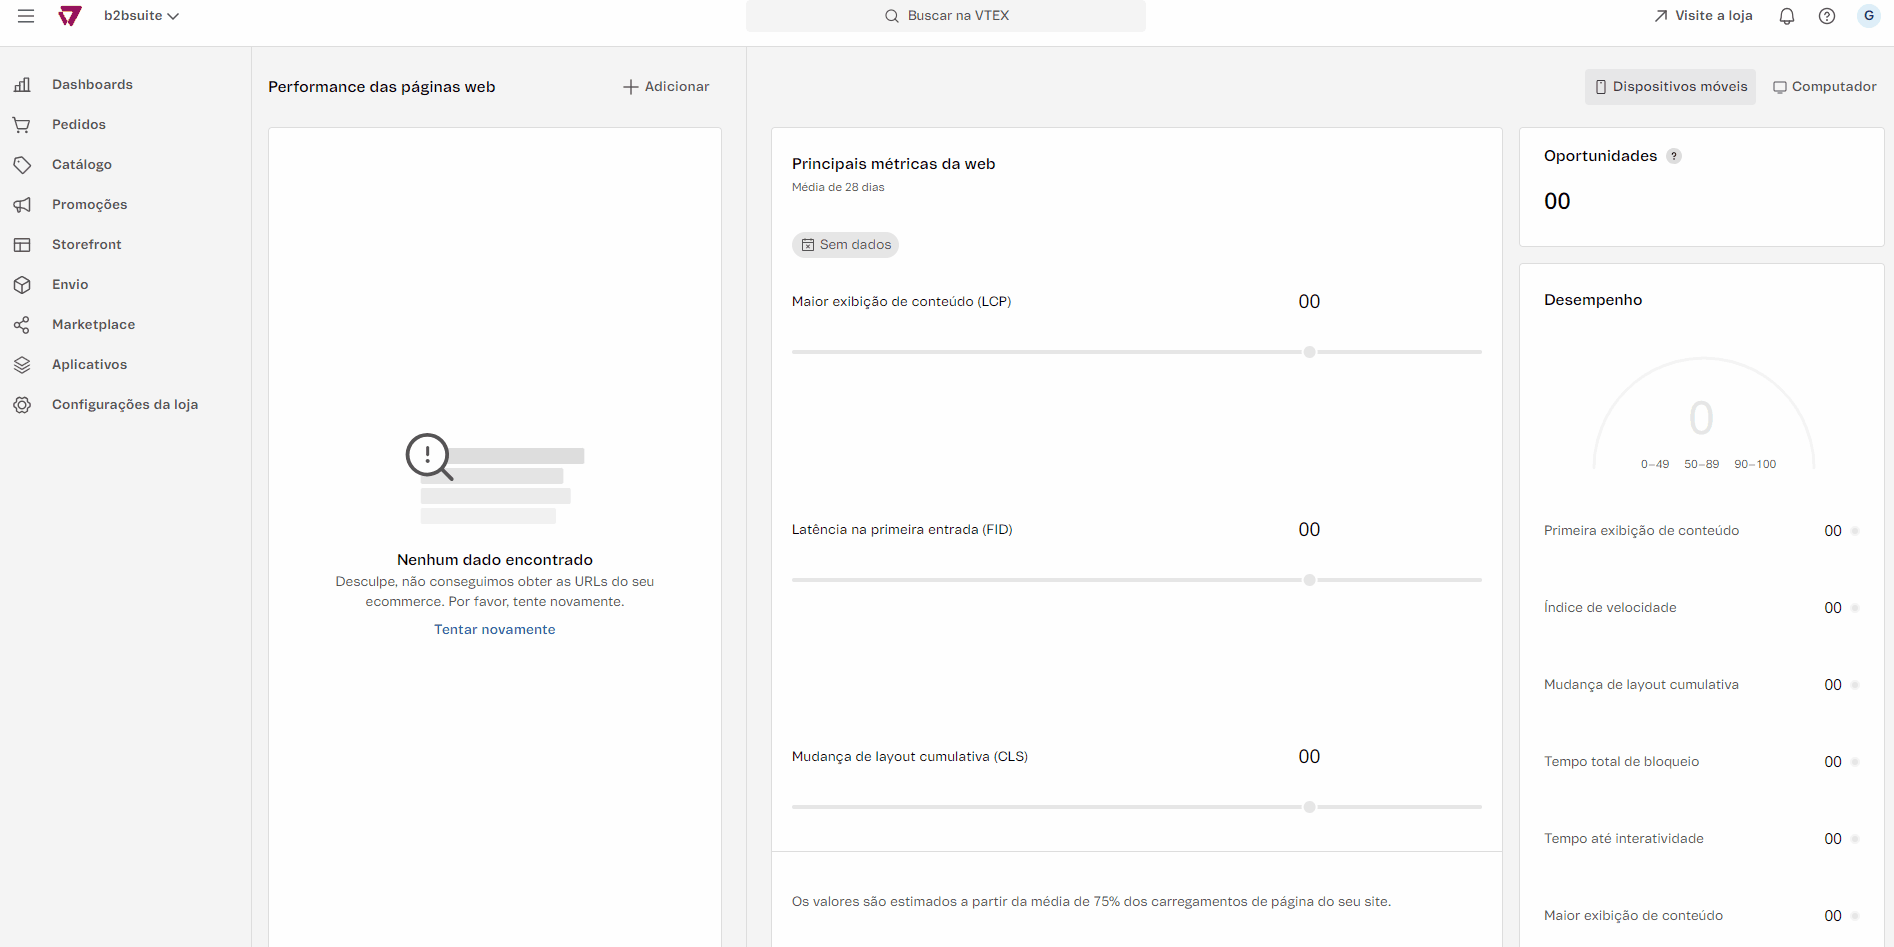 b2bsuite
Buscar na VTEX
Visite a loja
G
Dashboards
Pedidos
Catálogo
Promoções
Storefront
Envio
Marketplace
Aplicativos
Configurações da loja
Performance das páginas web
Adicionar
Nenhum dado encontrado
Desculpe, não conseguimos obter as URLs do seu
ecommerce. Por favor, tente novamente.
Tentar novamente
Dispositivos móveis
Computador
Principais métricas da web
Média de 28 dias
Sem dados
Maior exibição de conteúdo (LCP) 00
Latência na primeira entrada (FID) 00
Mudança de layout cumulativa (CLS) 00
Os valores são estimados a partir da média de 75% dos carregamentos de página do seu site.
Oportunidades ?
00
Desempenho
0
0–49 50–89 90–100
Primeira exibição de conteúdo 00
Índice de velocidade 00
Mudança de layout cumulativa 00
Tempo total de bloqueio 00
Tempo até interatividade 00
Maior exibição de conteúdo 00